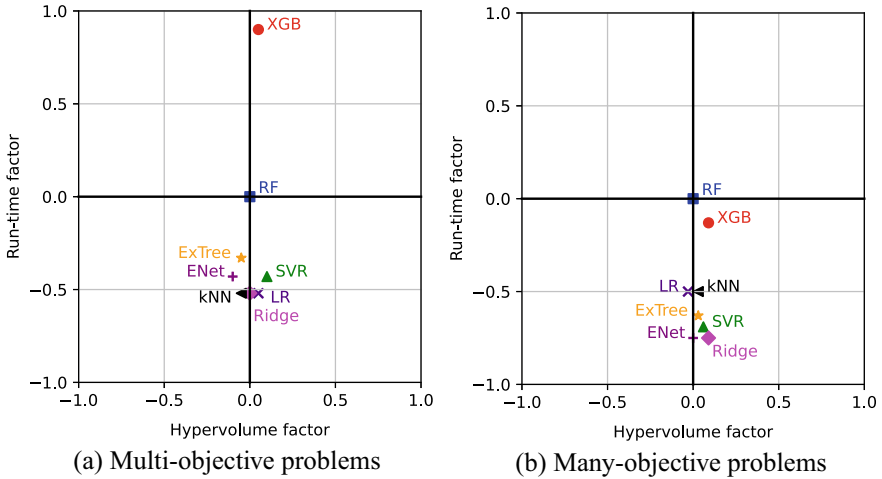 1.0
0.5
0.0
−0.5
−1.0
Run-time factor
XGB
RF
ExTree
ENet
SVR
kNN
LR
Ridge
−1.0 −0.5 0.0 0.5 1.0
Hypervolume factor
(a) Multi-objective problems
1.0
0.5
0.0
−0.5
−1.0
Run-time factor
RF
XGB
LR
kNN
ExTree
SVR
ENet
Ridge
−1.0 −0.5 0.0 0.5 1.0
Hypervolume factor
(b) Many-objective problems